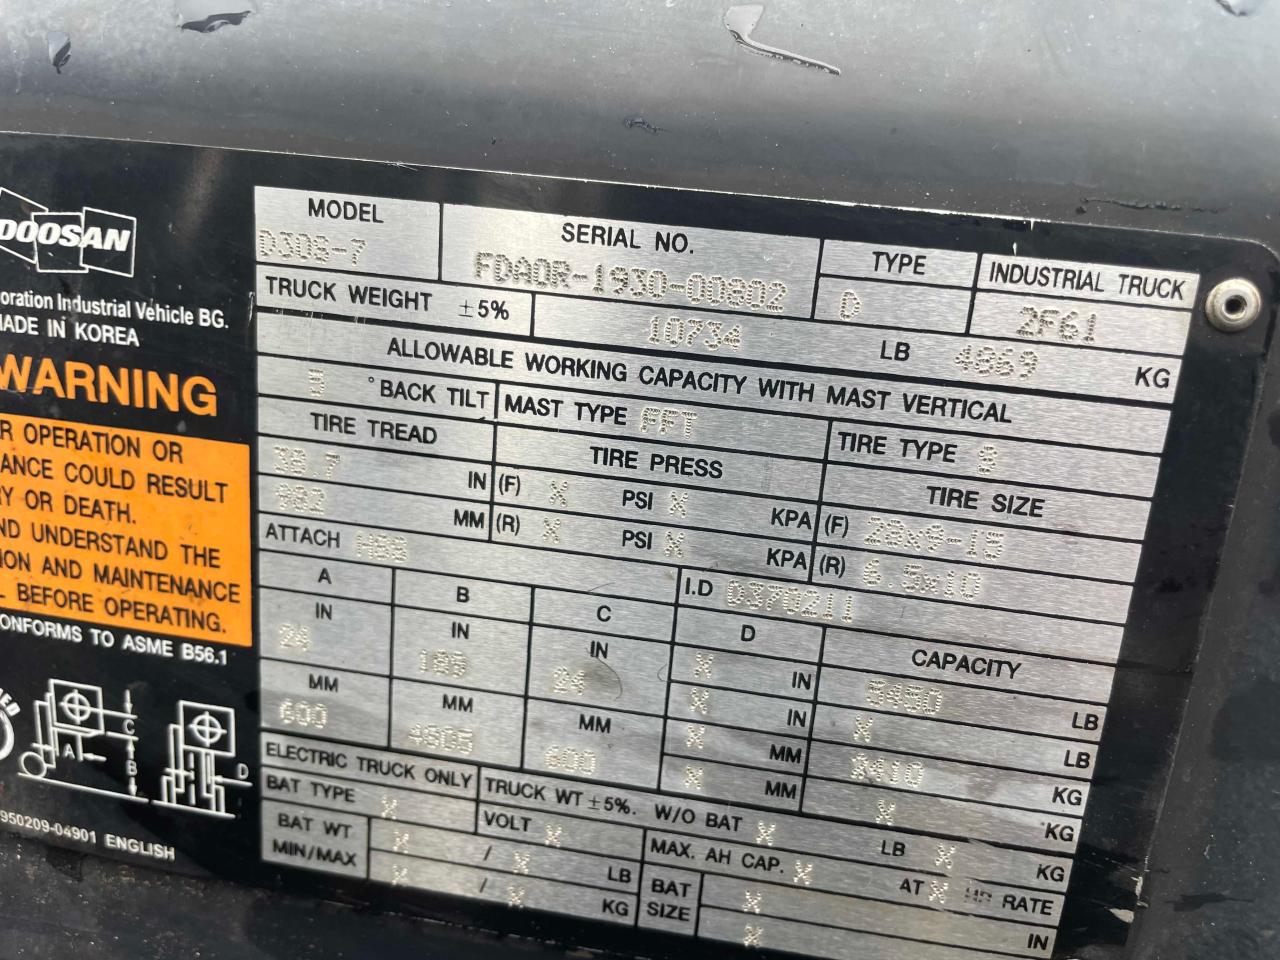 DOOSAN
oration Industrial Vehicle BG.
MADE IN KOREA
WARNING
R OPERATION OR
ANCE COULD RESULT
RY OR DEATH.
ND UNDERSTAND THE
ION AND MAINTENANCE
L BEFORE OPERATING.
ONFORMS TO ASME B56.1
A C B D
950209-04901 ENGLISH
MODEL SERIAL NO. TYPE INDUSTRIAL TRUCK
D30S-7 FDA0R-1930-00802 D 2F61
TRUCK WEIGHT ±5% 10734 LB 4869 KG
ALLOWABLE WORKING CAPACITY WITH MAST VERTICAL
°BACK TILT MAST TYPE FFT TIRE TYPE S
TIRE TREAD TIRE PRESS TIRE SIZE
38.7 IN (F) X PSI X KPA (F) 28x9-15
982 MM (R) X PSI X KPA (R) 6.5x10
ATTACH I.D 0370211
A B C D CAPACITY
IN IN IN X IN LB
24 24 X IN X LB
MM MM MM X MM KG
600 600 X MM X KG
ELECTRIC TRUCK ONLY TRUCK WT ±5%. W/O BAT X LB X KG
BAT TYPE X VOLT X MAX. AH CAP. X AT X HR RATE
BAT WT X / X LB BAT X
MIN/MAX X / X KG SIZE X IN